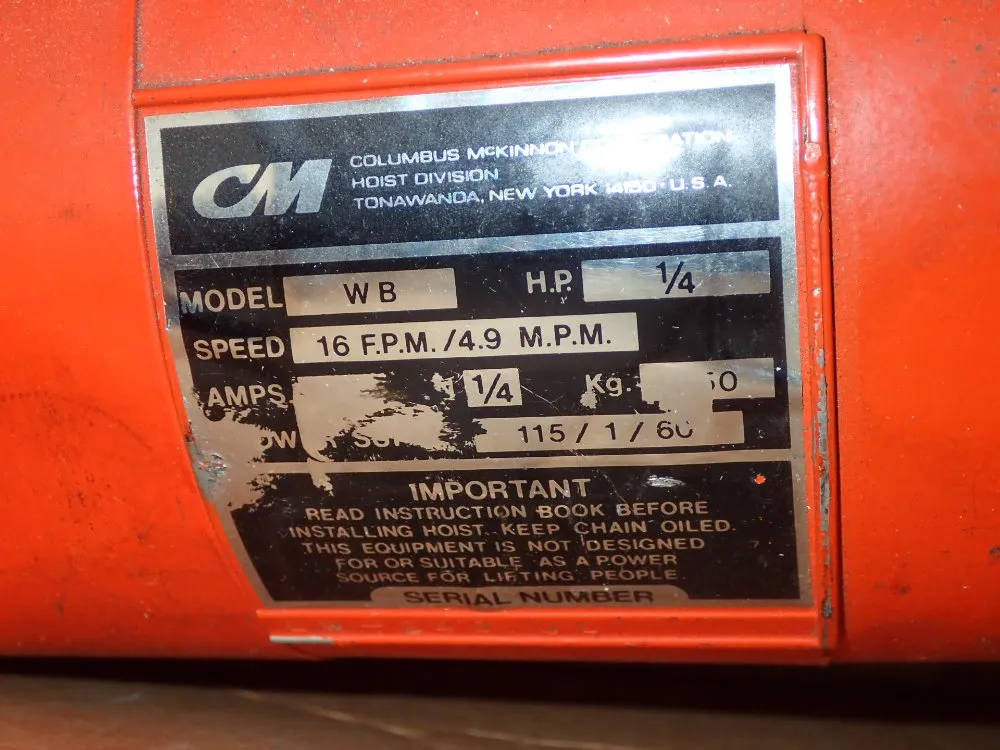 CM
COLUMBUS McKINNON
HOIST DIVISION
TONAWANDA, NEW YORK 14150 · U.S.A.
MODEL WB H.P. 1/4
SPEED 16 F.P.M./4.9 M.P.M.
AMPS. 1/4 Kg.
115 / 1 / 60
IMPORTANT
READ INSTRUCTION BOOK BEFORE
INSTALLING HOIST. KEEP CHAIN OILED.
THIS EQUIPMENT IS NOT DESIGNED
FOR OR SUITABLE AS A POWER
SOURCE FOR LIFTING PEOPLE
SERIAL NUMBER